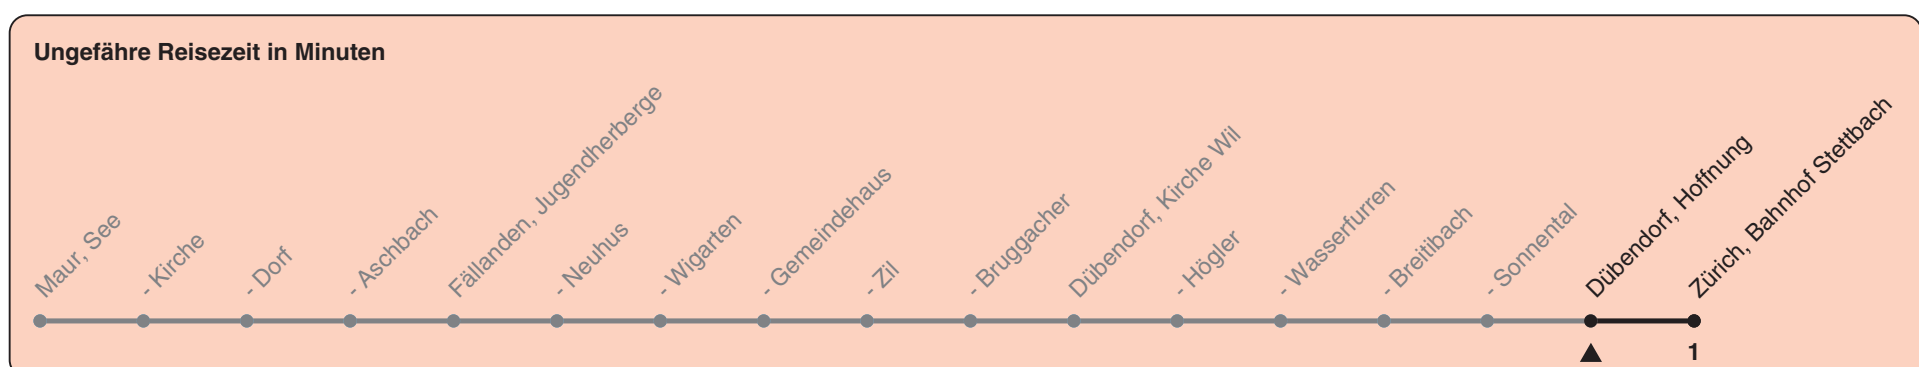 Ungefähre Reisezeit in Minuten
Maur, See
- Kirche
- Dorf
- Aschbach
Fällanden, Jugendherberge
- Neuhus
- Wigarten
- Gemeindehaus
- Zil
- Bruggacher
Dübendorf, Kirche Wil
- Högler
- Wasserfurren
- Breitibach
- Sonnental
Dübendorf, Hoffnung
Zürich, Bahnhof Stettbach
1